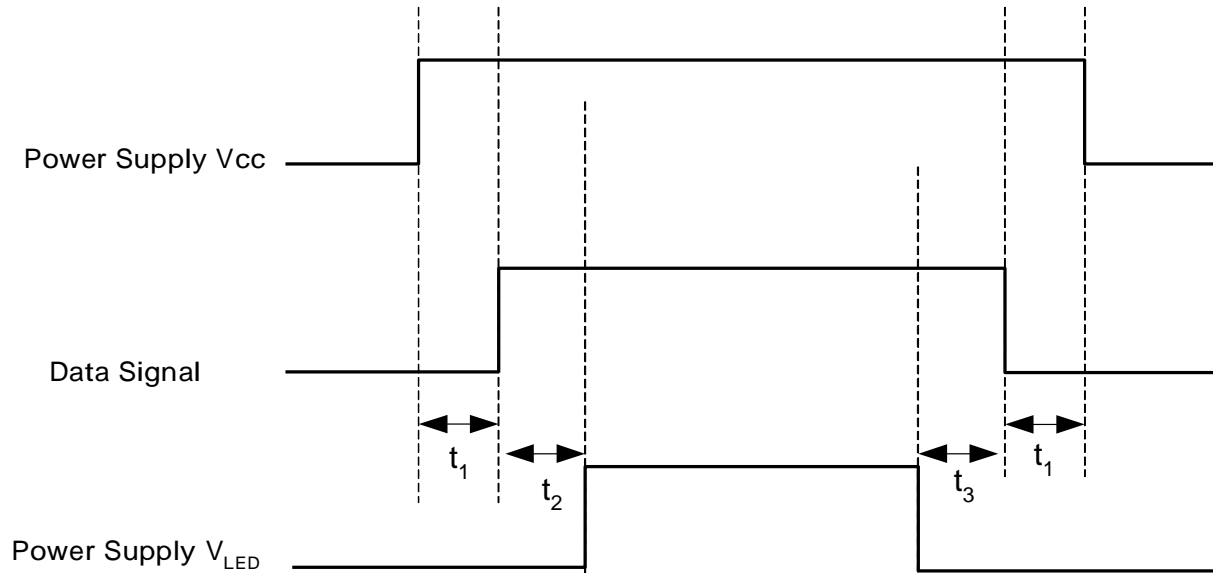 Power Supply Vcc
Data Signal
t1
t2
t3
t1
Power Supply VLED